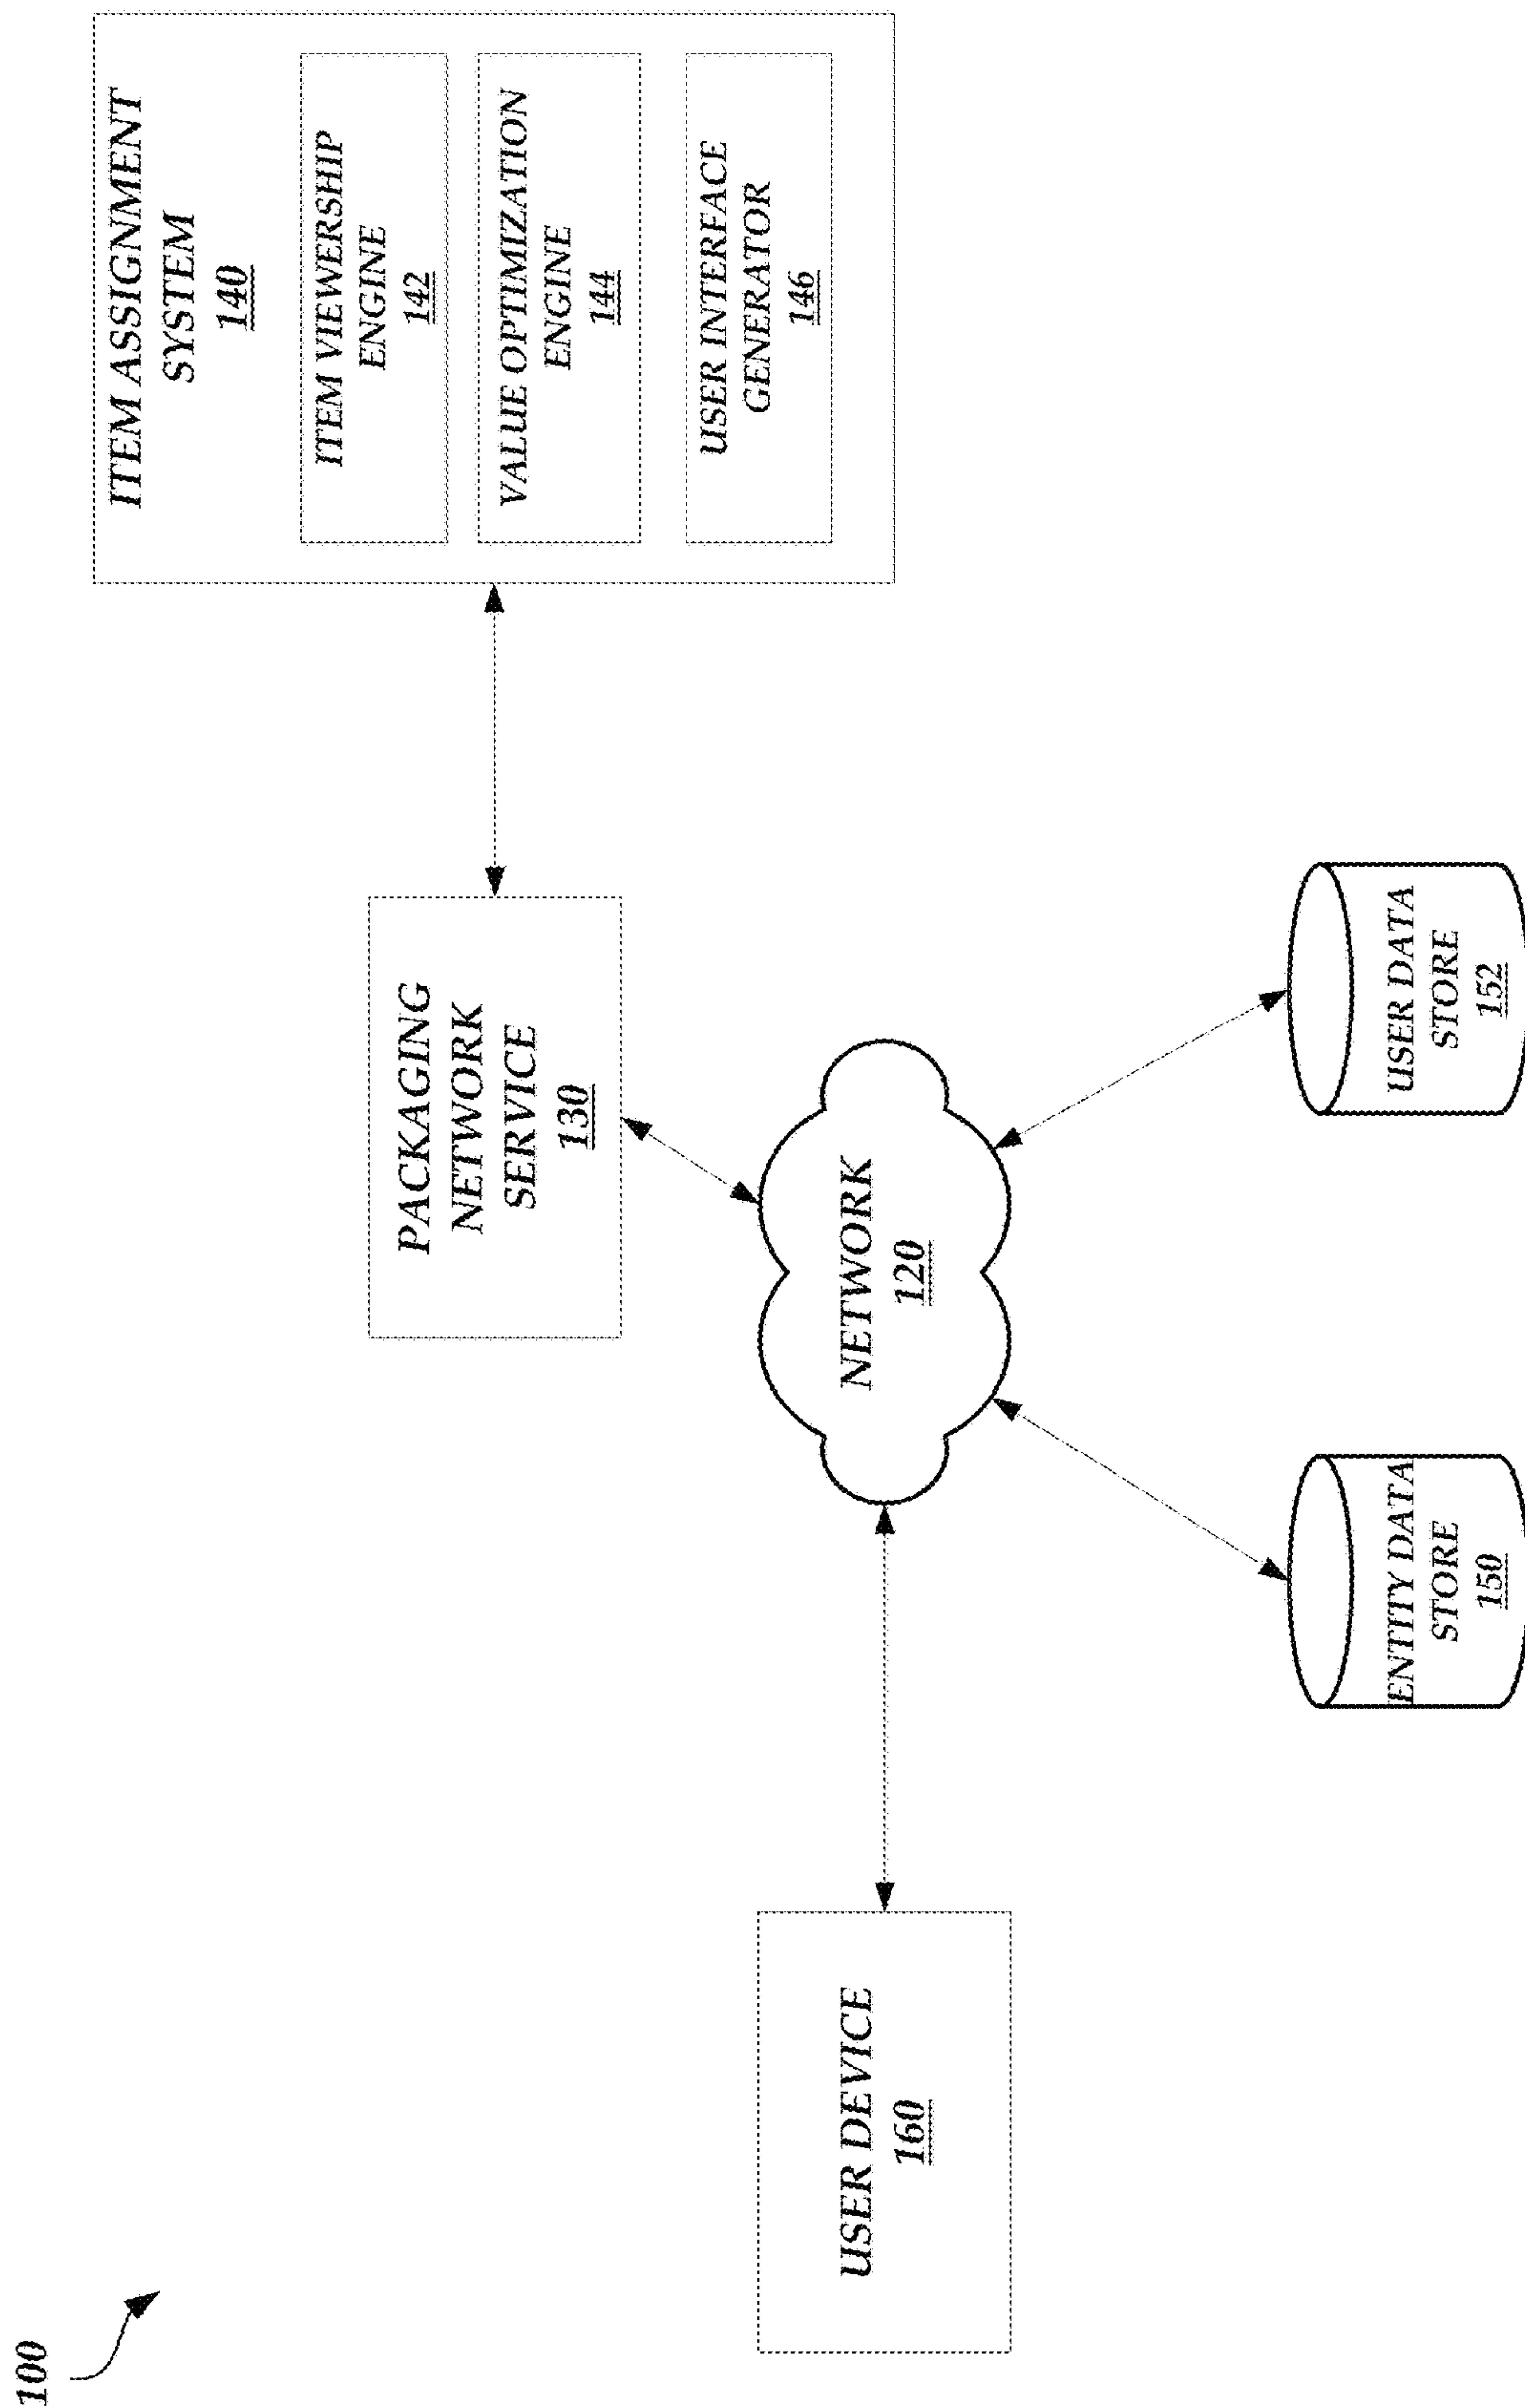 100
ITEM ASSIGNMENT
SYSTEM
140
ITEM VIEWERSHIP
ENGINE
142
VALUE OPTIMIZATION
ENGINE
144
USER INTERFACE
GENERATOR
146
PACKAGING
NETWORK
SERVICE
130
USER DEVICE
160
NETWORK
120
ENTITY DATA
STORE
150
USER DATA
STORE
152